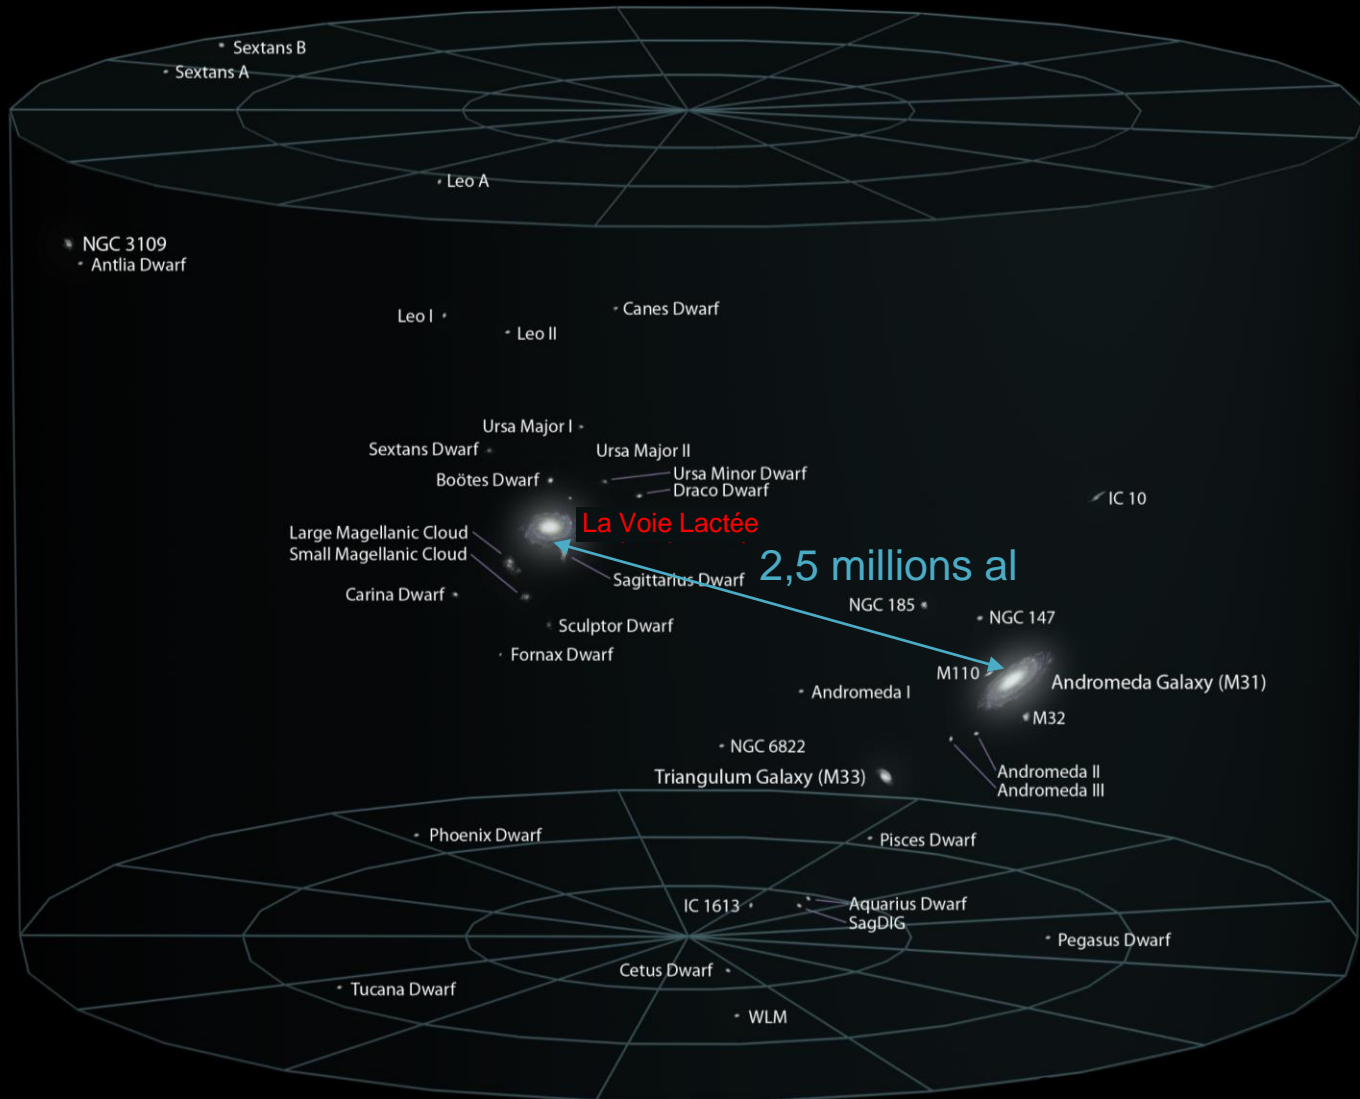 Sextans B
Sextans A
Leo A
NGC 3109
Antlia Dwarf
Canes Dwarf
Leo I
Leo II
Ursa Major I
Sextans Dwarf
Ursa Major II
Ursa Minor Dwarf
Boötes Dwarf
Draco Dwarf
IC 10
La Voie Lactée
Large Magellanic Cloud
Small Magellanic Cloud
2,5 millions al
Sagittarius Dwarf
Carina Dwarf
NGC 185
NGC 147
Sculptor Dwarf
Fornax Dwarf
M110
Andromeda Galaxy (M31)
Andromeda I
M32
NGC 6822
Andromeda II
Triangulum Galaxy (M33)
Andromeda III
Phoenix Dwarf
Pisces Dwarf
IC 1613
Aquarius Dwarf
SagDIG
Pegasus Dwarf
Cetus Dwarf
Tucana Dwarf
WLM